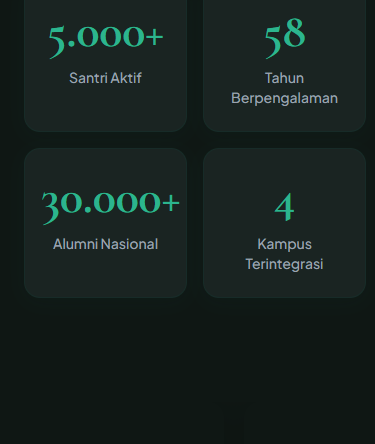 5.000+
58
Santri Aktif
Tahun
Berpengalaman
30.000+
4
Alumni Nasional
Kampus
Terintegrasi